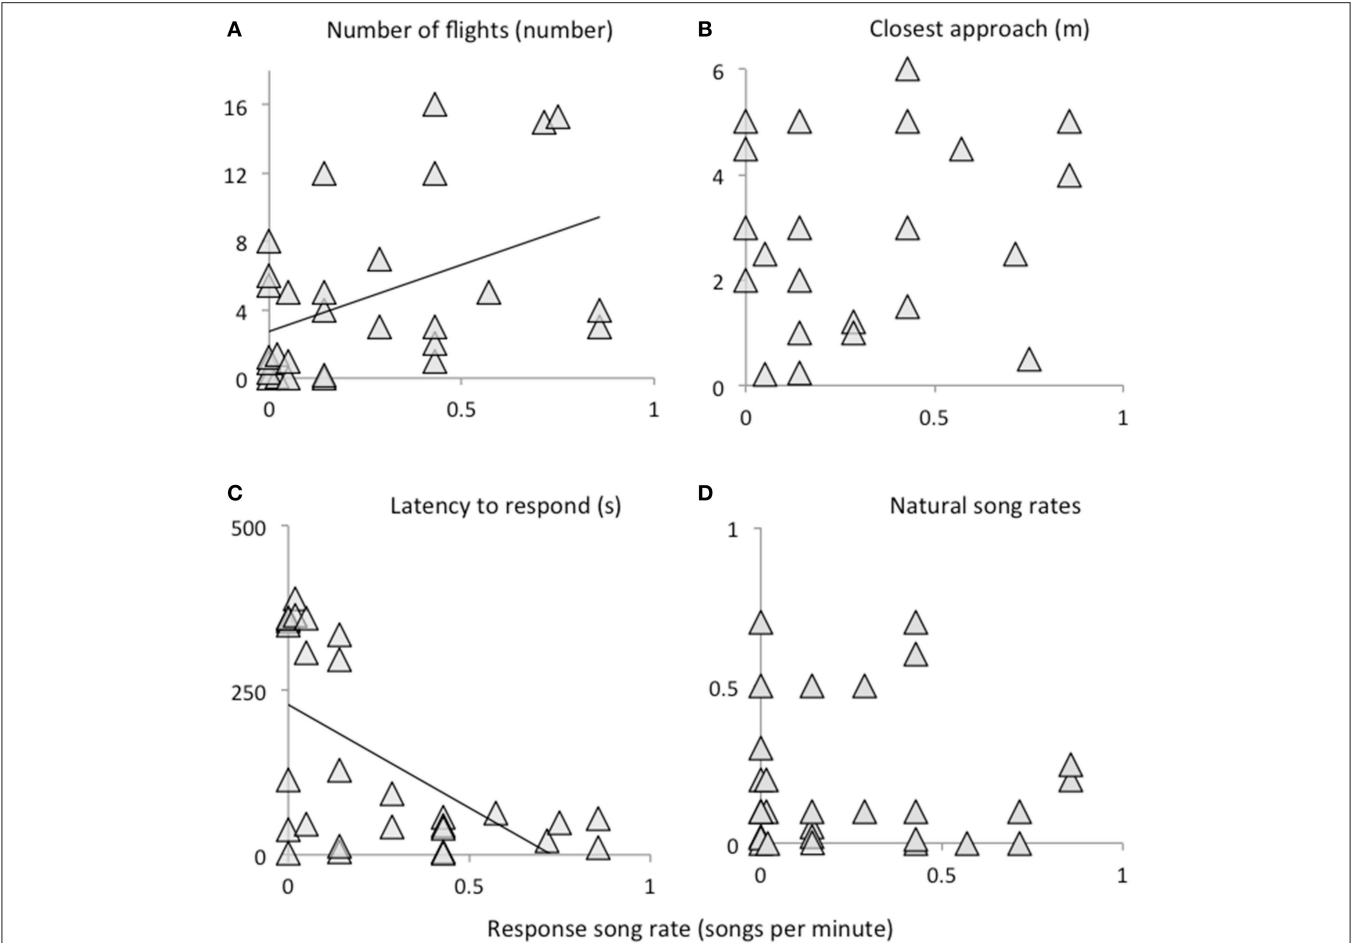 A Number of flights (number)
16
12
8
4
0
0 0.5 1
B Closest approach (m)
6
4
2
0
0 0.5 1
C Latency to respond (s)
500
250
0
0 0.5 1
D Natural song rates
1
0.5
0
0 0.5 1
Response song rate (songs per minute)